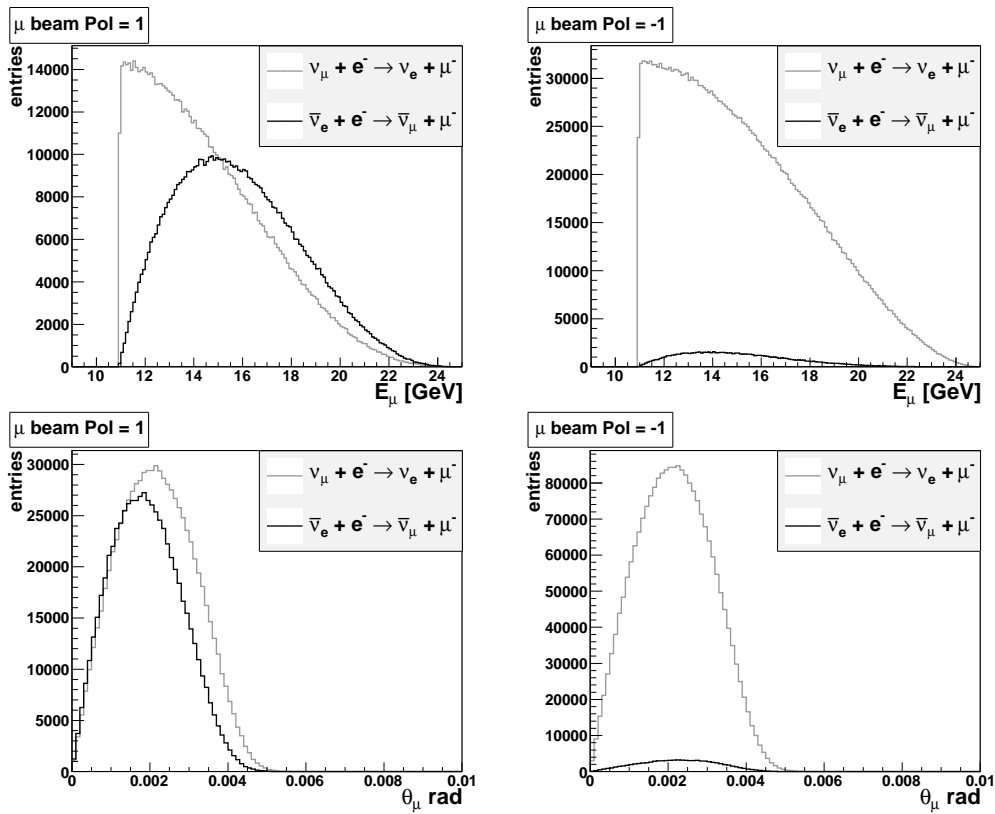 μ beam Pol = 1
entries
14000
12000
10000
8000
6000
4000
2000
0
10 12 14 16 18 20 22 24
E_μ [GeV]
ν_μ + e⁻ → ν_e + μ⁻
ν̅_e + e⁻ → ν̅_μ + μ⁻
μ beam Pol = -1
entries
30000
25000
20000
15000
10000
5000
0
10 12 14 16 18 20 22 24
E_μ [GeV]
ν_μ + e⁻ → ν_e + μ⁻
ν̅_e + e⁻ → ν̅_μ + μ⁻
μ beam Pol = 1
entries
30000
25000
20000
15000
10000
5000
0
0 0.002 0.004 0.006 0.008 0.01
θ_μ rad
ν_μ + e⁻ → ν_e + μ⁻
ν̅_e + e⁻ → ν̅_μ + μ⁻
μ beam Pol = -1
entries
80000
70000
60000
50000
40000
30000
20000
10000
0
0 0.002 0.004 0.006 0.008 0.01
θ_μ rad
ν_μ + e⁻ → ν_e + μ⁻
ν̅_e + e⁻ → ν̅_μ + μ⁻